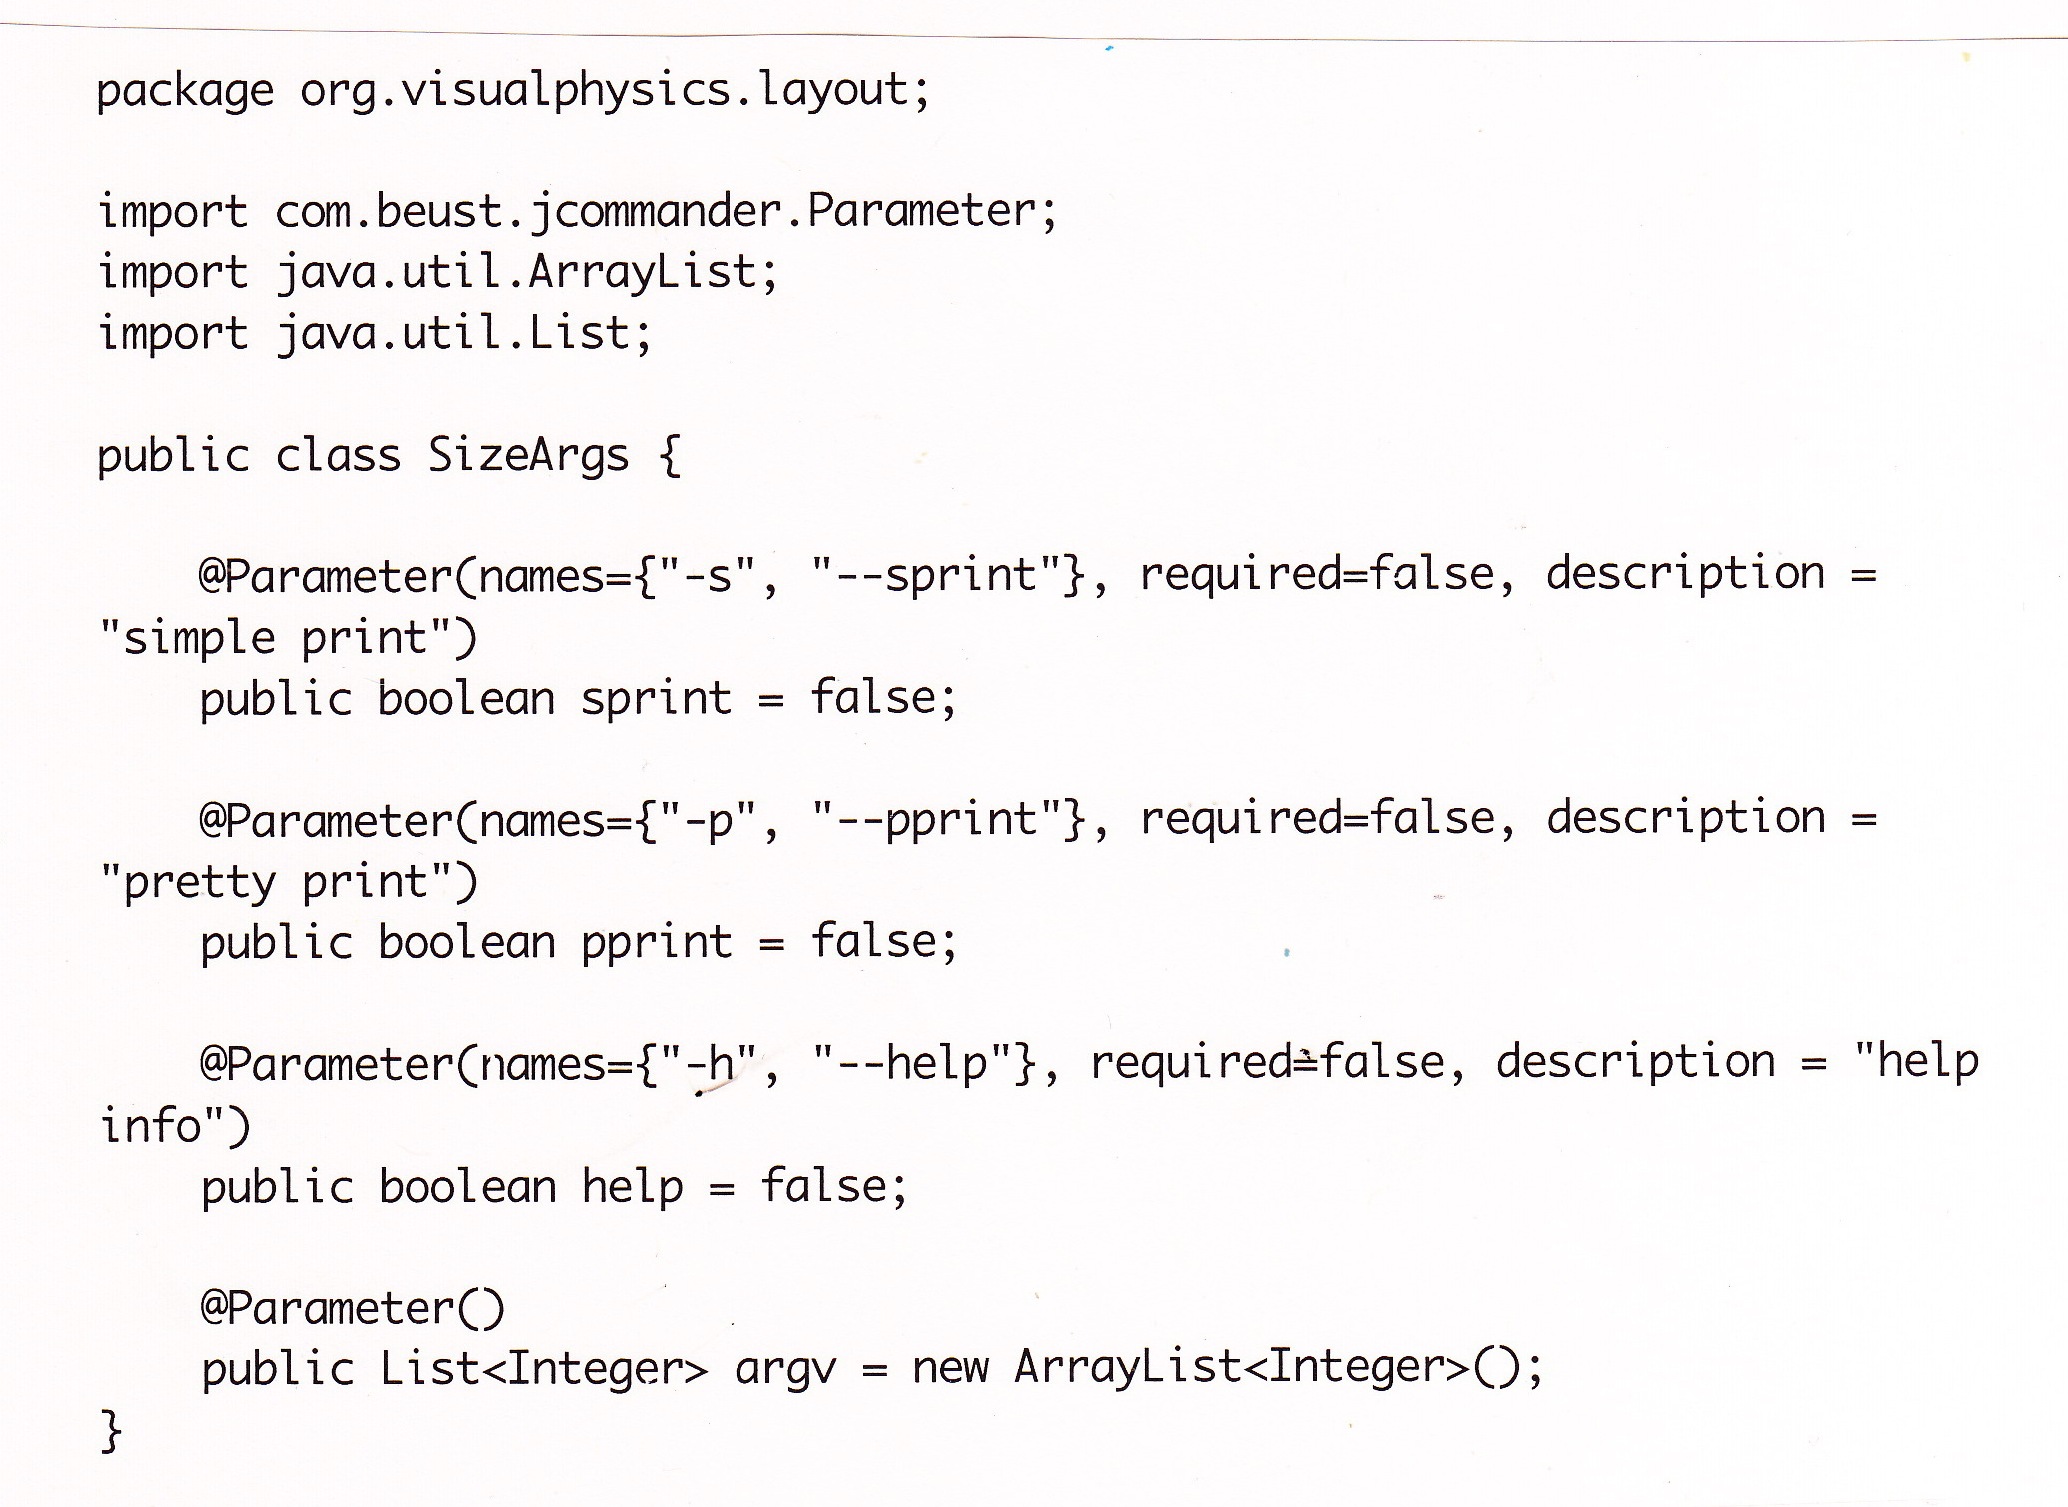 package org.visualphysics.layout;

import com.beust.jcommander.Parameter;
import java.util.ArrayList;
import java.util.List;

public class SizeArgs {

    @Parameter(names={"-s", "--sprint"}, required=false, description =
"simple print")
    public boolean sprint = false;

    @Parameter(names={"-p", "--pprint"}, required=false, description =
"pretty print")
    public boolean pprint = false;

    @Parameter(names={"-h", "--help"}, required=false, description = "help
info")
    public boolean help = false;

    @Parameter()
    public List<Integer> argv = new ArrayList<Integer>();
}